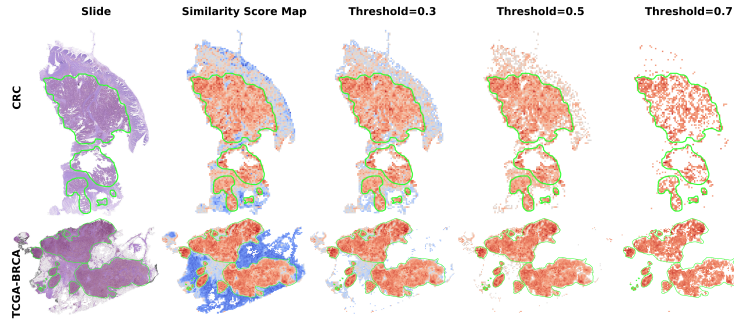 Slide Similarity Score Map Threshold=0.3 Threshold=0.5 Threshold=0.7
CRC
TCGA-BRCA